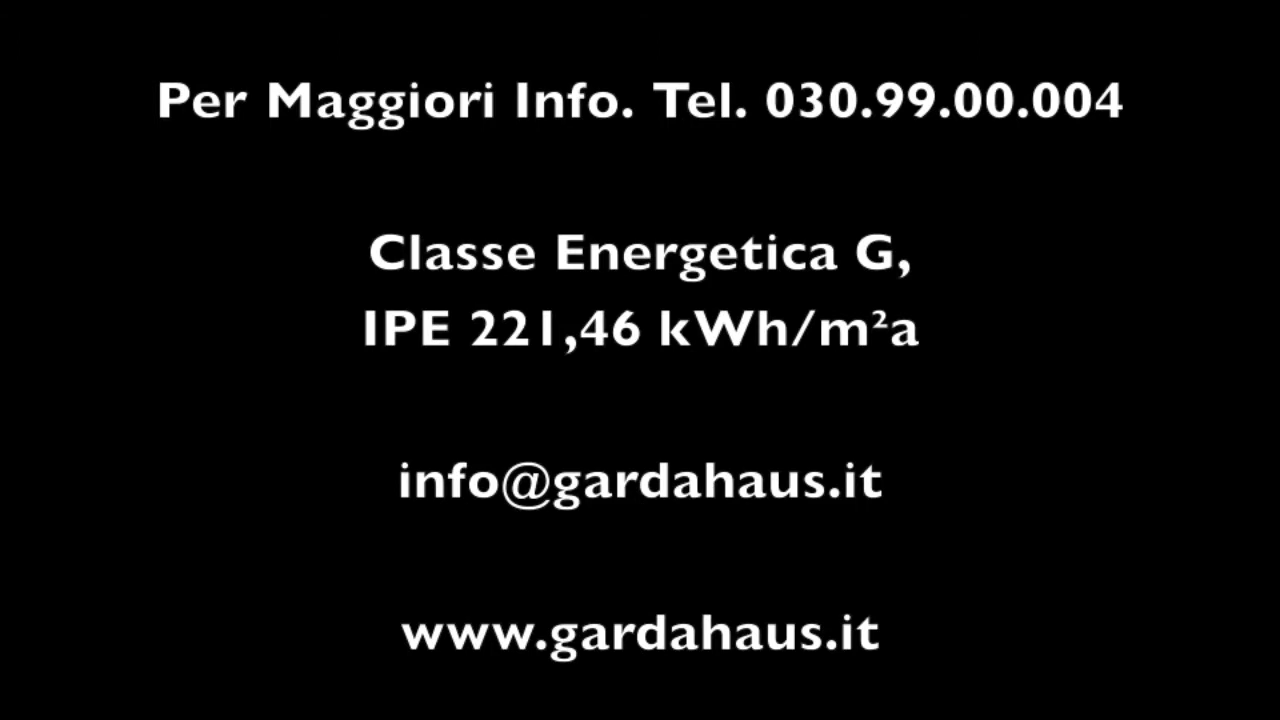 Per Maggiori Info. Tel. 030.99.00.004
Classe Energetica G,
IPE 221,46 kWh/m²a
info@gardahaus.it
www.gardahaus.it